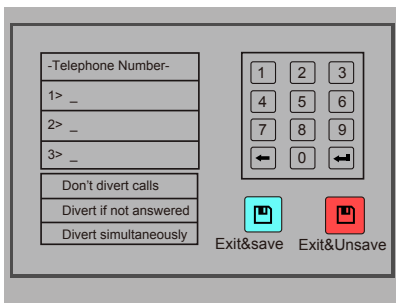 -Telephone Number-
1> _
2> _
3> _
Don't divert calls
Divert if not answered
Divert simultaneously
1 2 3
4 5 6
7 8 9
0
Exit&save Exit&Unsave